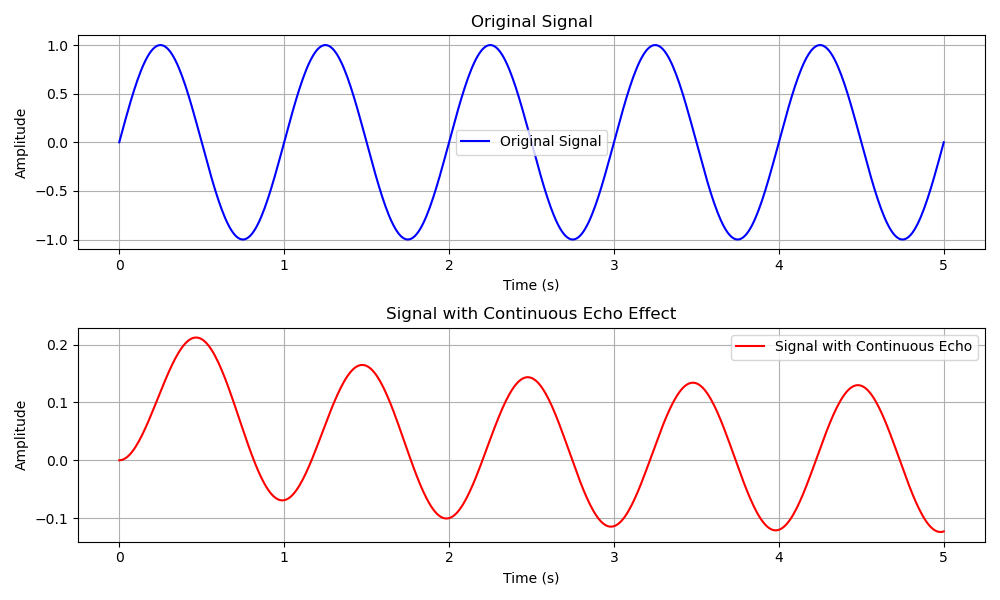 Original Signal
1.0
0.5
0.0
−0.5
−1.0
Amplitude
Original Signal
0
1
2
3
4
5
Time (s)
Signal with Continuous Echo Effect
0.2
0.1
0.0
−0.1
Amplitude
Signal with Continuous Echo
0
1
2
3
4
5
Time (s)